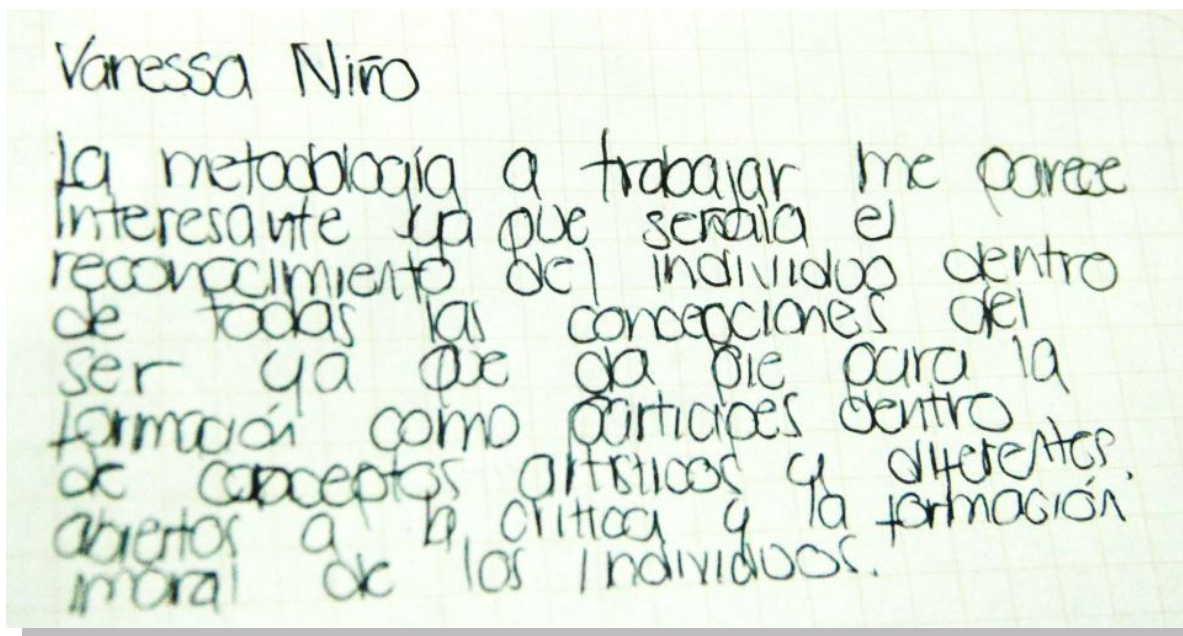 Vanessa Niño
La metodología a trabajar me parece
interesante ya que señala el
reconocimiento del individuo dentro
de todas las concepciones del
ser ya que da pie para la
formación como participes dentro
de conceptos artísticos y diferentes.
abiertos a la crítica y la formación
moral de los individuos.